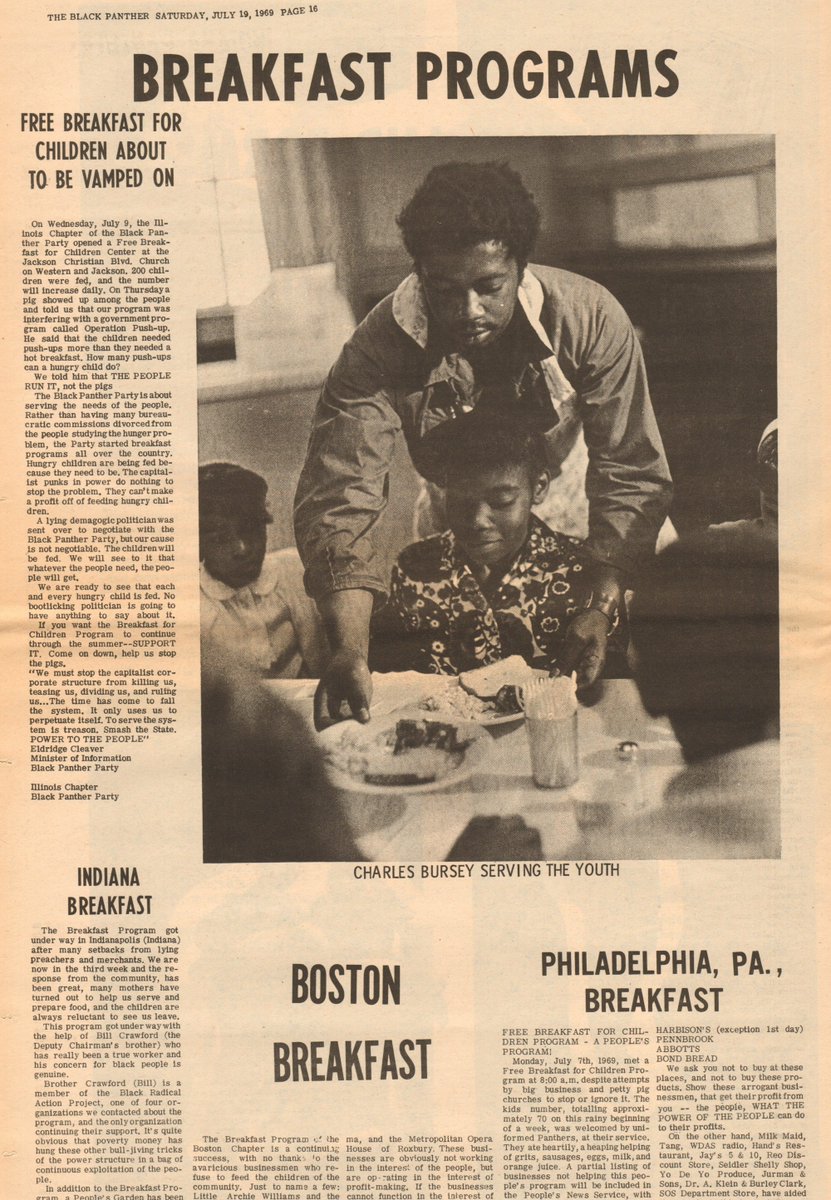 THE BLACK PANTHER SATURDAY, JULY 19, 1969 PAGE 16
BREAKFAST PROGRAMS
FREE BREAKFAST FOR
CHILDREN ABOUT
TO BE VAMPED ON
On Wednesday, July 9, the Ill-
inois Chapter of the Black Pan-
ther Party opened a Free Break-
fast for Children Center at the
Jackson Christian Blvd. Church
on Western and Jackson. 200 chil-
dren were fed, and the number
will increase daily. On Thursday a
pig showed up among the people
and told us that our program was
interfering with a government pro-
gram called Operation Push-up.
He said that the children needed
push-ups more than they needed a
hot breakfast. How many push-ups
can a hungry child do?
We told him that THE PEOPLE
RUN IT, not the pigs
The Black Panther Party is about
serving the needs of the people.
Rather than having many bureau-
cratic commissions divorced from
the people studying the hunger pro-
blem, the Party started breakfast
programs all over the country.
Hungry children are being fed be-
cause they need to be. The capital-
ist punks in power do nothing to
stop the problem. They can't make
a profit off of feeding hungry chil-
dren.
A lying demagogic politician was
sent over to negotiate with the
Black Panther Party, but our cause
is not negotiable. The children will
be fed. We will see to it that
whatever the people need, the peo-
ple will get.
We are ready to see that each
and every hungry child is fed. No
bootlicking politician is going to
have anything to say about it.
If you want the Breakfast for
Children Program to continue
through the summer--SUPPORT
IT. Come on down, help us stop
the pigs.
"We must stop the capitalist cor-
porate structure from killing us,
teasing us, dividing us, and ruling
us...The time has come to fall
the system. It only uses us to
perpetuate itself. To serve the sys-
tem is treason. Smash the State.
POWER TO THE PEOPLE"
Eldridge Cleaver
Minister of Information
Black Panther Party
Illinois Chapter
Black Panther Party
CHARLES BURSEY SERVING THE YOUTH
INDIANA
BREAKFAST
The Breakfast Program got
under way in Indianapolis (Indiana)
after many setbacks from lying
preachers and merchants. We are
now in the third week and the re-
sponse from the community, has
been great, many mothers have
turned out to help us serve and
prepare food, and the children are
always reluctant to see us leave.
This program got under way with
the help of Bill Crawford (the
Deputy Chairman's brother) who
has really been a true worker and
his concern for black people is
genuine.
Brother Crawford (Bill) is a
member of the Black Radical
Action Project, one of four or-
ganizations we contacted about the
program, and the only organization
continuing their support. It's quite
obvious that poverty money has
hung these other bull-jiving tricks
of the power structure in a bag of
continuous exploitation of the peo-
ple.
In addition to the Breakfast Pro-
gram, a People's Garden has been
BOSTON
BREAKFAST
The Breakfast Program of the
Boston Chapter is a continuing
success, with no thanks to the
avaricious businessmen who re-
fuse to feed the children of the
community. Just to name a few:
Little Archie Williams and the
ma, and the Metropolitan Opera
House of Roxbury. These busi-
nesses are obviously not working
in the interest of the people, but
are operating in the interest of
profit-making. If the businesses
cannot function in the interest of
PHILADELPHIA, PA.,
BREAKFAST
FREE BREAKFAST FOR CHIL-
DREN PROGRAM - A PEOPLE'S
PROGRAM!
Monday, July 7th, 1969, met a
Free Breakfast for Children Pro-
gram at 8:00 a.m. despite attempts
by big business and petty pig
churches to stop or ignore it. The
kids number, totalling approxi-
mately 70 on this rainy beginning
of a week, was welcomed by uni-
formed Panthers, at their service.
They ate heartily, a heaping helping
of grits, sausages, eggs, milk, and
orange juice. A partial listing of
businesses not helping this peo-
ple's program will be included in
the People's News Service, with
HARBISON'S (exception 1st day)
PENNBROOK
ABBOTTS
BOND BREAD
We ask you not to buy at these
places, and not to buy these pro-
ducts. Show these arrogant busi-
nessmen, that get their profit from
you -- the people, WHAT THE
POWER OF THE PEOPLE can do
to their profits.
On the other hand, Milk Maid,
Tang, WDAS radio, Hand's Res-
taurant, Jay's 5 & 10, Reo Dis-
count Store, Seidler Shelly Shop,
Yo De Yo Produce, Jurman &
Sons, Dr. A. Klein & Burley Clark,
SOS Department Store, have aided